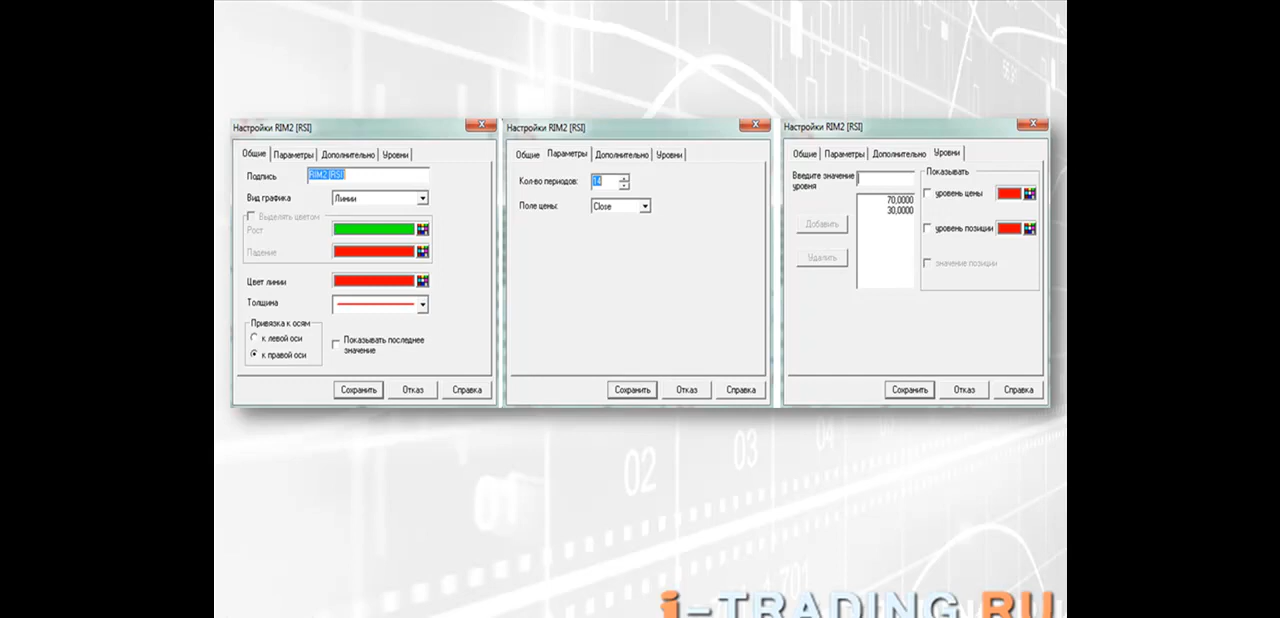 Настройки RIM2 [RSI]
Общие Параметры Дополнительно Уровни
Подпись RIM2 [RSI]
Вид графика Линии
Выделять цветом
Рост
Падение
Цвет линии
Толщина
Привязка к осям
к левой оси
к правой оси
Показывать последнее
значение
Сохранить Отказ Справка
Настройки RIM2 [RSI]
Общие Параметры Дополнительно Уровни
Кол-во периодов: 14
Поле цены: Close
Сохранить Отказ Справка
Настройки RIM2 [RSI]
Общие Параметры Дополнительно Уровни
Введите значение
уровня
70,0000
30,0000
Добавить
Удалить
Показывать
уровень цены
уровень позиции
значение позиции
Сохранить Отказ Справка
01 02 03 04
i-TRADING.RU